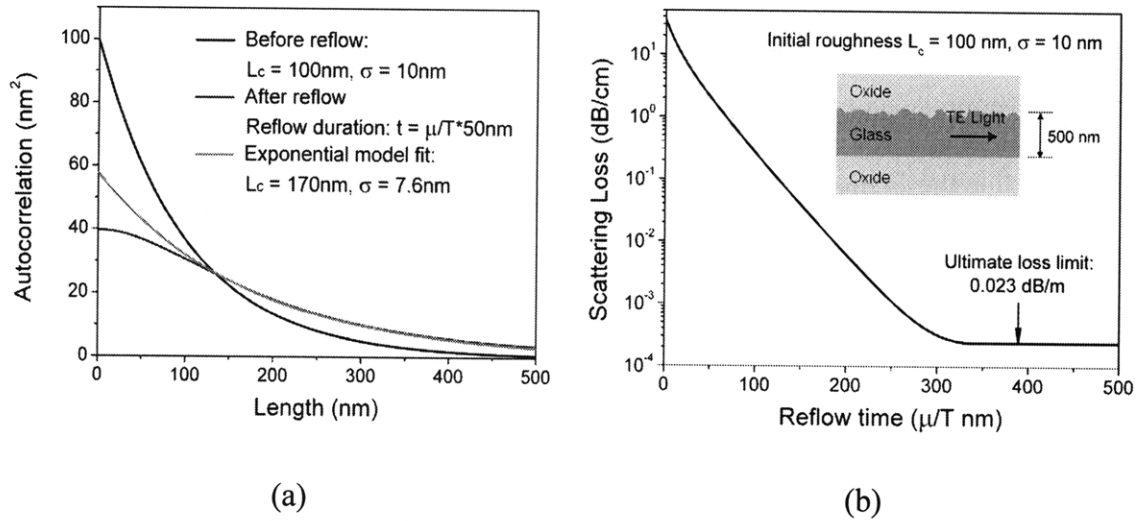 Autocorrelation (nm²)
100
80
60
40
20
0
Before reflow:
Lc = 100nm, σ = 10nm
After reflow
Reflow duration: t = μ/T*50nm
Exponential model fit:
Lc = 170nm, σ = 7.6nm
0 100 200 300 400 500
Length (nm)
(a)
Scattering Loss (dB/cm)
10¹
10⁰
10⁻¹
10⁻²
10⁻³
10⁻⁴
Initial roughness Lc = 100 nm, σ = 10 nm
Oxide
TE Light
Glass
500 nm
Oxide
Ultimate loss limit:
0.023 dB/m
0 100 200 300 400 500
Reflow time (μ/T nm)
(b)